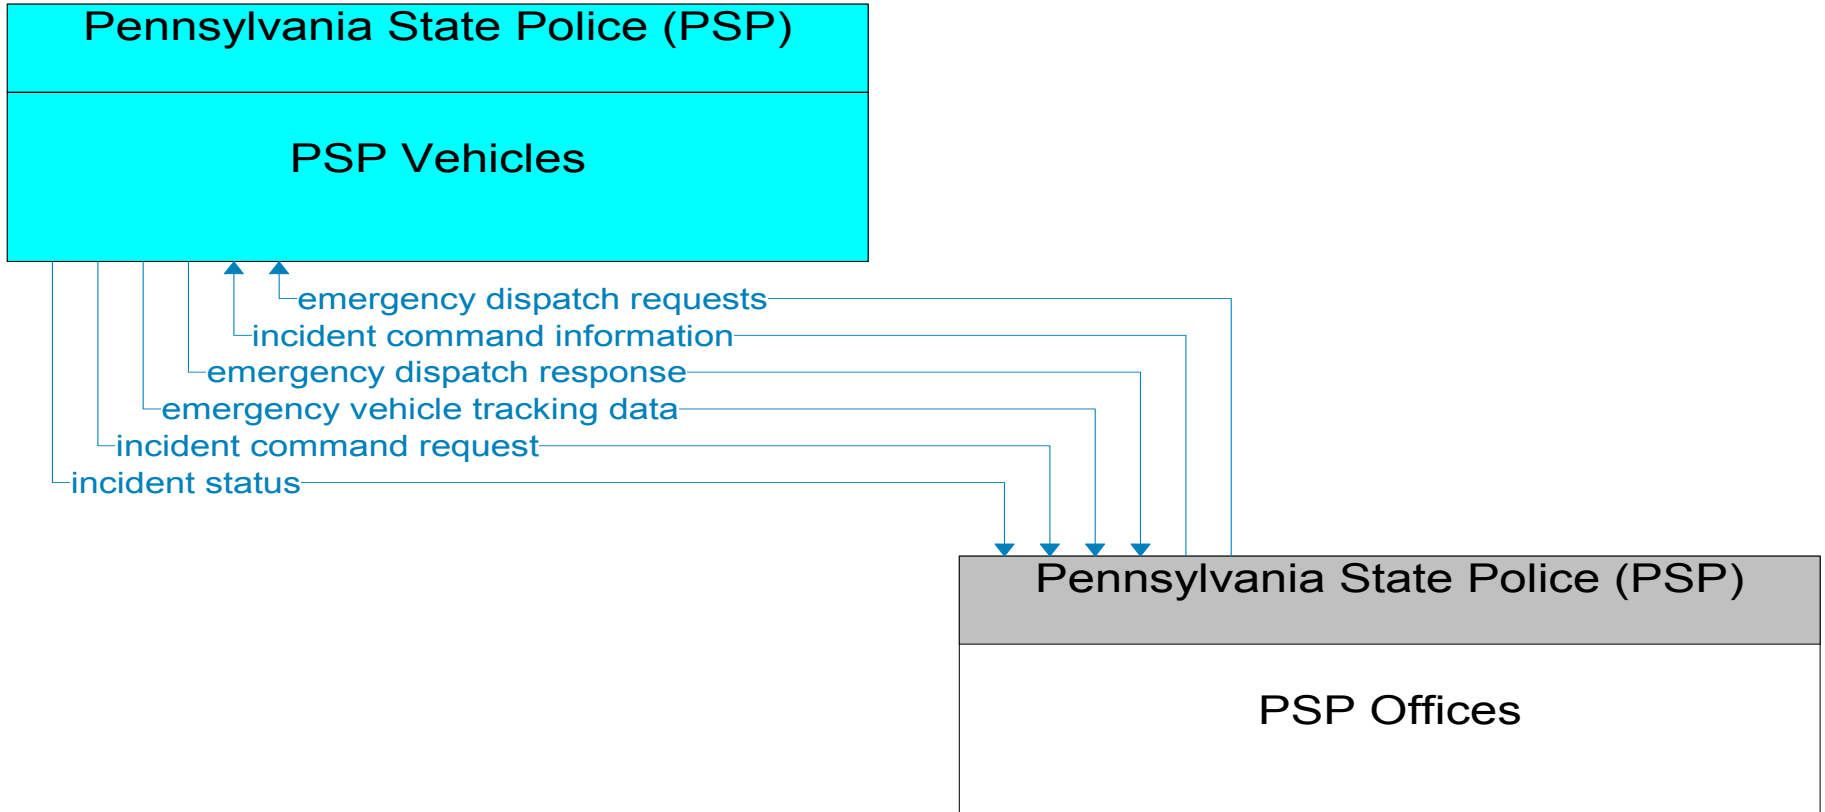 Pennsylvania State Police (PSP)
PSP Vehicles
emergency dispatch requests
incident command information
emergency dispatch response
emergency vehicle tracking data
incident command request
incident status
Pennsylvania State Police (PSP)
PSP Offices